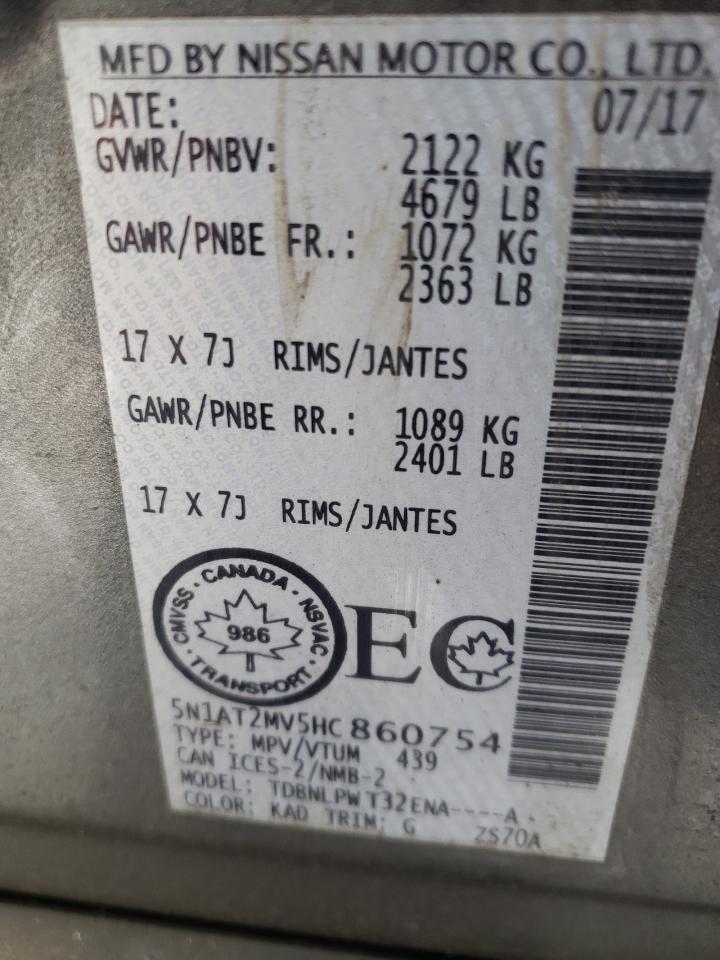 MFD BY NISSAN MOTOR CO., LTD.
DATE: 07/17
GVWR/PNBV: 2122 KG
4679 LB
GAWR/PNBE FR.: 1072 KG
2363 LB
17 X 7J RIMS/JANTES
GAWR/PNBE RR.: 1089 KG
2401 LB
17 X 7J RIMS/JANTES
CMVSS · CANADA · NSVAC · TRANSPORT ·
986
EC
5N1AT2MV5HC860754
TYPE: MPV/VTUM 439
CAN ICES-2/NMB-2
MODEL: TDBNLPW T32ENA----A
COLOR: KAD TRIM: G ZS70A